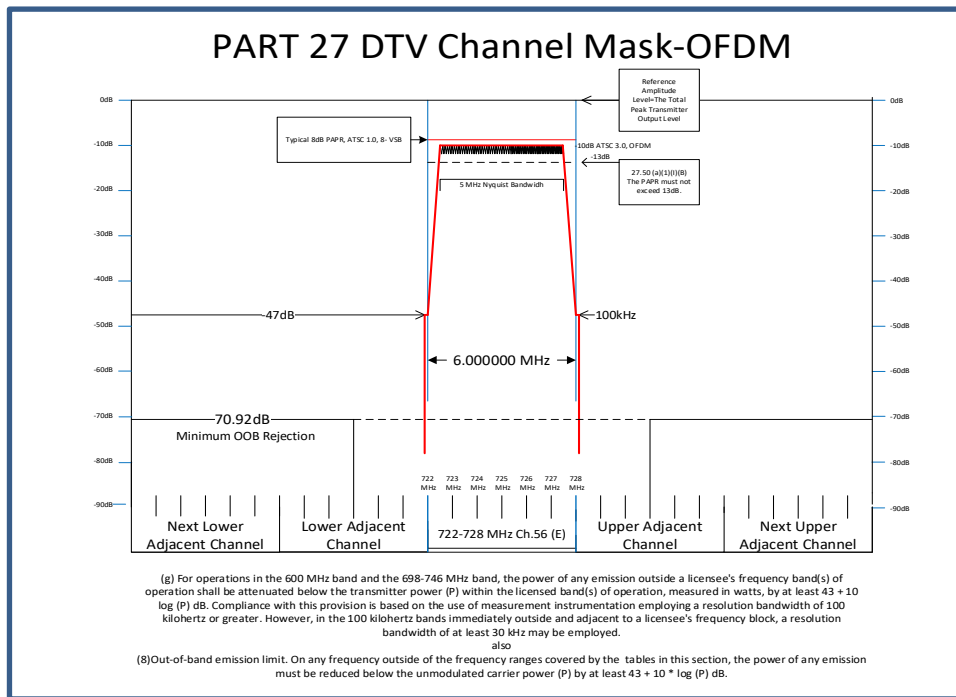 PART 27 DTV Channel Mask-OFDM
Reference
Amplitude
Level=The Total
Peak Transmitter
Output Level
0dB
0dB
Typical 8dB PAPR, ATSC 1.0, 8- VSB
-10dB
-10dB ATSC 3.0, OFDM
-10dB
-13dB
27.50 (a)(1)(I)(B)
The PAPR must not
exceed 13dB.
-20dB
5 MHz Nyquist Bandwidh
-20dB
-30dB
-30dB
-40dB
-40dB
-47dB
100kHz
-50dB
-50dB
6.000000 MHz
-60dB
-60dB
-70dB
70.92dB
-70dB
Minimum OOB Rejection
-80dB
-80dB
722 MHz
723 MHz
724 MHz
725 MHz
726 MHz
727 MHz
728 MHz
-90dB
-90dB
Next Lower
Adjacent Channel
Lower Adjacent
Channel
722-728 MHz Ch.56 (E)
Upper Adjacent
Channel
Next Upper
Adjacent Channel
(g) For operations in the 600 MHz band and the 698-746 MHz band, the power of any emission outside a licensee's frequency band(s) of
operation shall be attenuated below the transmitter power (P) within the licensed band(s) of operation, measured in watts, by at least 43 + 10
log (P) dB. Compliance with this provision is based on the use of measurement instrumentation employing a resolution bandwidth of 100
kilohertz or greater. However, in the 100 kilohertz bands immediately outside and adjacent to a licensee's frequency block, a resolution
bandwidth of at least 30 kHz may be employed.
also
(8)Out-of-band emission limit. On any frequency outside of the frequency ranges covered by the tables in this section, the power of any emission
must be reduced below the unmodulated carrier power (P) by at least 43 + 10 * log (P) dB.